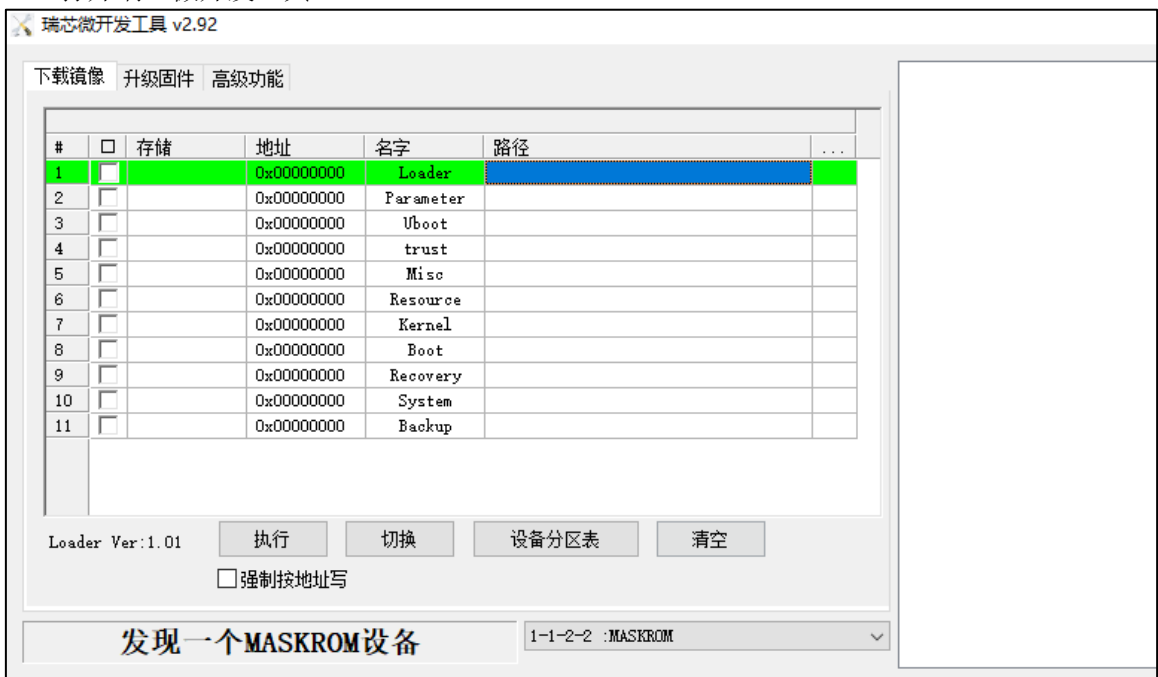 瑞芯微开发工具 v2.92
下载镜像 升级固件 高级功能
# 存储 地址 名字 路径 ...
1 0x00000000 Loader
2 0x00000000 Parameter
3 0x00000000 Uboot
4 0x00000000 trust
5 0x00000000 Misc
6 0x00000000 Resource
7 0x00000000 Kernel
8 0x00000000 Boot
9 0x00000000 Recovery
10 0x00000000 System
11 0x00000000 Backup
Loader Ver:1.01 执行 切换 设备分区表 清空
强制按地址写
发现一个MASKROM设备 1-1-2-2 :MASKROM